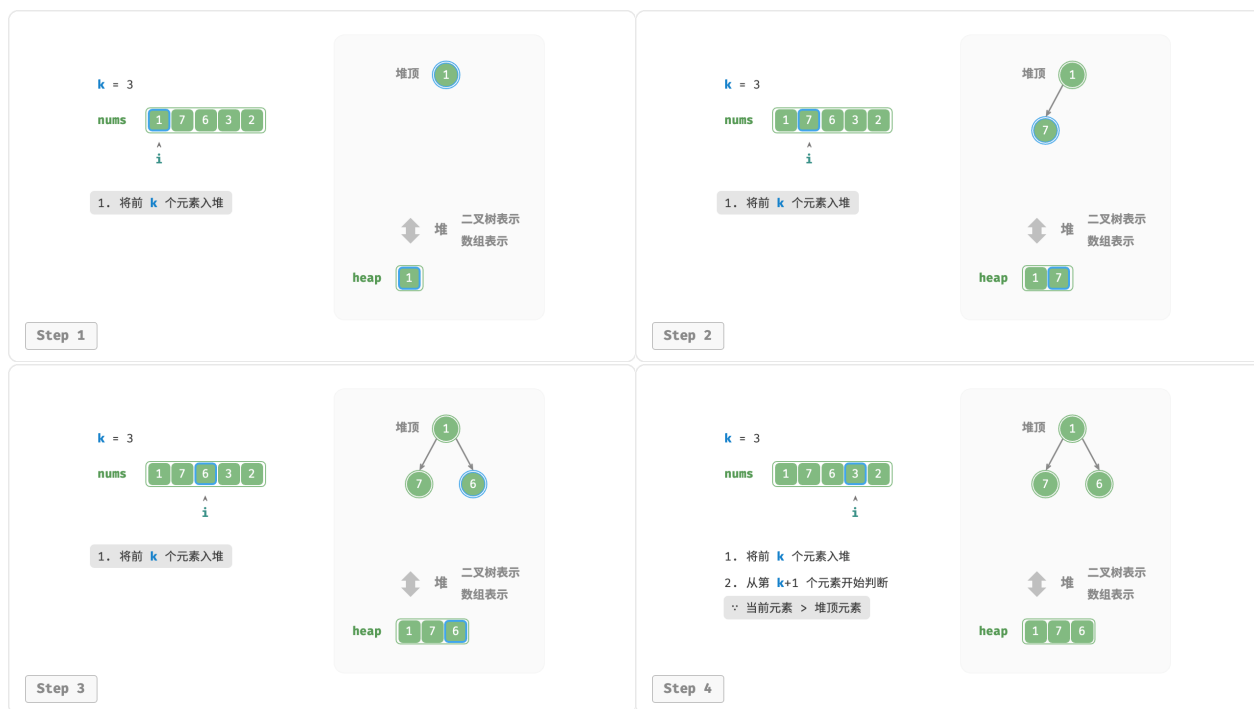 k = 3
nums 1 7 6 3 2
i
1. 将前 k 个元素入堆
堆顶 1
堆 二叉树表示
数组表示
heap 1
Step 1
k = 3
nums 1 7 6 3 2
i
1. 将前 k 个元素入堆
堆顶 1
7
堆 二叉树表示
数组表示
heap 1 7
Step 2
k = 3
nums 1 7 6 3 2
i
1. 将前 k 个元素入堆
堆顶 1
7 6
堆 二叉树表示
数组表示
heap 1 7 6
Step 3
k = 3
nums 1 7 6 3 2
i
1. 将前 k 个元素入堆
2. 从第 k+1 个元素开始判断
∵ 当前元素 > 堆顶元素
堆顶 1
7 6
堆 二叉树表示
数组表示
heap 1 7 6
Step 4